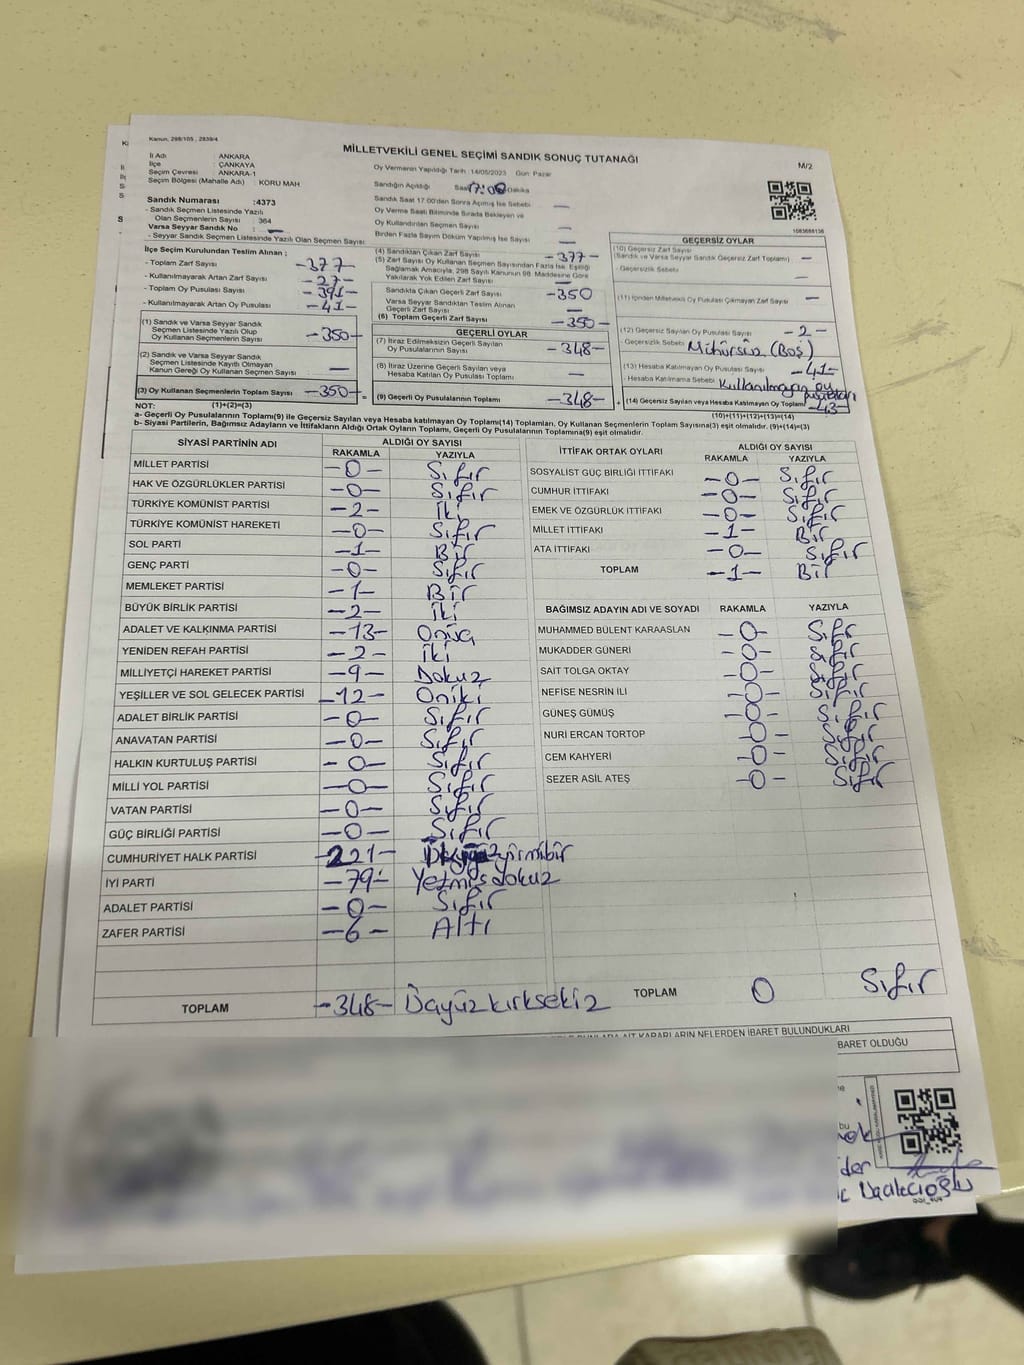 Kanun, 298/105 , 2839/4
MİLLETVEKİLİ GENEL SEÇİMİ SANDIK SONUÇ TUTANAĞI
M/2
İl Adı : ANKARA
İlçe : ÇANKAYA
Seçim Çevresi : ANKARA-1
Seçim Bölgesi (Mahalle Adı) : KORU MAH
Sandık Numarası :4373
- Sandık Seçmen Listesinde Yazılı
Olan Seçmenlerin Sayısı 364
Varsa Seyyar Sandık No :
- Seyyar Sandık Seçmen Listesinde Yazılı Olan Seçmen Sayısı:
Oy Vermenin Yapıldığı Tarih :14/05/2023 Gün: Pazar
Sandığın Açıldığı Saat 17:00 Dakika
Sandık Saat 17.00'den Sonra Açılmış İse Sebebi —
Oy Verme Saati Bitiminde Sırada Bekleyen ve
Oy Kullandırılan Seçmen Sayısı —
Birden Fazla Sayım Döküm Yapılmış İse Sayısı —
1083688136
İlçe Seçim Kurulundan Teslim Alınan ;
- Toplam Zarf Sayısı -377-
- Kullanılmayarak Artan Zarf Sayısı -27-
- Toplam Oy Pusulası Sayısı -391-
- Kullanılmayarak Artan Oy Pusulası -41-
(1) Sandık ve Varsa Seyyar Sandık
Seçmen Listesinde Yazılı Olup
Oy Kullanan Seçmenlerin Sayısı -350-
(2) Sandık ve Varsa Seyyar Sandık
Seçmen Listesinde Kayıtlı Olmayan
Kanun Gereği Oy Kullanan Seçmen Sayısı —
(3) Oy Kullanan Seçmenlerin Toplam Sayısı -350- =
(4) Sandıktan Çıkan Zarf Sayısı -377-
(5) Zarf Sayısı Oy Kullanan Seçmen Sayısından Fazla İse, Eşitliği
Sağlamak Amacıyla, 298 Sayılı Kanunun 98. Maddesine Göre
Yakılarak Yok Edilen Zarf Sayısı —
Sandıkta Çıkan Geçerli Zarf Sayısı -350
Varsa Seyyar Sandıktan Teslim Alınan
Geçerli Zarf Sayısı —
(6) Toplam Geçerli Zarf Sayısı -350-
GEÇERLİ OYLAR
(7) İtiraz Edilmeksizin Geçerli Sayılan
Oy Pusulalarının Sayısı -348-
(8) İtiraz Üzerine Geçerli Sayılan veya
Hesaba Katılan Oy Pusulası Toplamı —
(9) Geçerli Oy Pusulalarının Toplamı -348- +
GEÇERSİZ OYLAR
(10) Geçersiz Zarf Sayısı
(Sandık ve Varsa Seyyar Sandık Geçersiz Zarf Toplamı) —
- Geçersizlik Sebebi —
(11) İçinden Milletvekili Oy Pusulası Çıkmayan Zarf Sayısı —
(12) Geçersiz Sayılan Oy Pusulası Sayısı -2-
- Geçersizlik Sebebi Mühürsüz (Boş)
(13) Hesaba Katılmayan Oy Pusulası Sayısı -41-
- Hesaba Katılmama Sebebi Kullanılmayan oy
pusulaları
(14) Geçersiz Sayılan veya Hesaba Katılmayan Oy Toplamı -43-
NOT: (1)+(2)=(3)
(10)+(11)+(12)+(13)=(14)
a- Geçerli Oy Pusulalarının Toplamı(9) ile Geçersiz Sayılan veya Hesaba katılmayan Oy Toplamı(14) Toplamları, Oy Kullanan Seçmenlerin Toplam Sayısına(3) eşit olmalıdır. (9)+(14)=(3)
b- Siyasi Partilerin, Bağımsız Adayların ve İttifakların Aldığı Ortak Oyların Toplamı, Geçerli Oy Pusulalarının Toplamına(9) eşit olmalıdır.
SİYASİ PARTİNİN ADI ALDIĞI OY SAYISI
RAKAMLA YAZIYLA
MİLLET PARTİSİ -0- Sıfır
HAK VE ÖZGÜRLÜKLER PARTİSİ -0- Sıfır
TÜRKİYE KOMÜNİST PARTİSİ -2- İki
TÜRKİYE KOMÜNİST HAREKETİ -0- Sıfır
SOL PARTİ -1- Bir
GENÇ PARTİ -0- Sıfır
MEMLEKET PARTİSİ -1- Bir
BÜYÜK BİRLİK PARTİSİ -2- İki
ADALET VE KALKINMA PARTİSİ -13- Onüç
YENİDEN REFAH PARTİSİ -2- İki
MİLLİYETÇİ HAREKET PARTİSİ -9- Dokuz
YEŞİLLER VE SOL GELECEK PARTİSİ -12- Oniki
ADALET BİRLİK PARTİSİ -0- Sıfır
ANAVATAN PARTİSİ -0- Sıfır
HALKIN KURTULUŞ PARTİSİ -0- Sıfır
MİLLİ YOL PARTİSİ -0- Sıfır
VATAN PARTİSİ -0- Sıfır
GÜÇ BİRLİĞİ PARTİSİ -0- Sıfır
CUMHURİYET HALK PARTİSİ -221- yirmibir
İYİ PARTİ -79- Yetmişdokuz
ADALET PARTİSİ -0- Sıfır
ZAFER PARTİSİ -6- Altı
TOPLAM -348- Üçyüzkırksekiz
İTTİFAK ORTAK OYLARI ALDIĞI OY SAYISI
RAKAMLA YAZIYLA
SOSYALİST GÜÇ BİRLİĞİ İTTİFAKI -0- Sıfır
CUMHUR İTTİFAKI -0- Sıfır
EMEK VE ÖZGÜRLÜK İTTİFAKI -0- Sıfır
MİLLET İTTİFAKI -1- Bir
ATA İTTİFAKI -0- Sıfır
TOPLAM -1- Bir
BAĞIMSIZ ADAYIN ADI VE SOYADI RAKAMLA YAZIYLA
MUHAMMED BÜLENT KARAASLAN -0- Sıfır
MUKADDER GÜNERİ -0- Sıfır
SAİT TOLGA OKTAY -0- Sıfır
NEFİSE NESRİN İLİ -0- Sıfır
GÜNEŞ GÜMÜŞ -0- Sıfır
NURİ ERCAN TORTOP -0- Sıfır
CEM KAHYERİ -0- Sıfır
SEZER ASİL ATEŞ -0- Sıfır
TOPLAM 0 Sıfır
KARARLARIN NELERDEN İBARET BULUNDUKLARI
BARET OLDUĞU